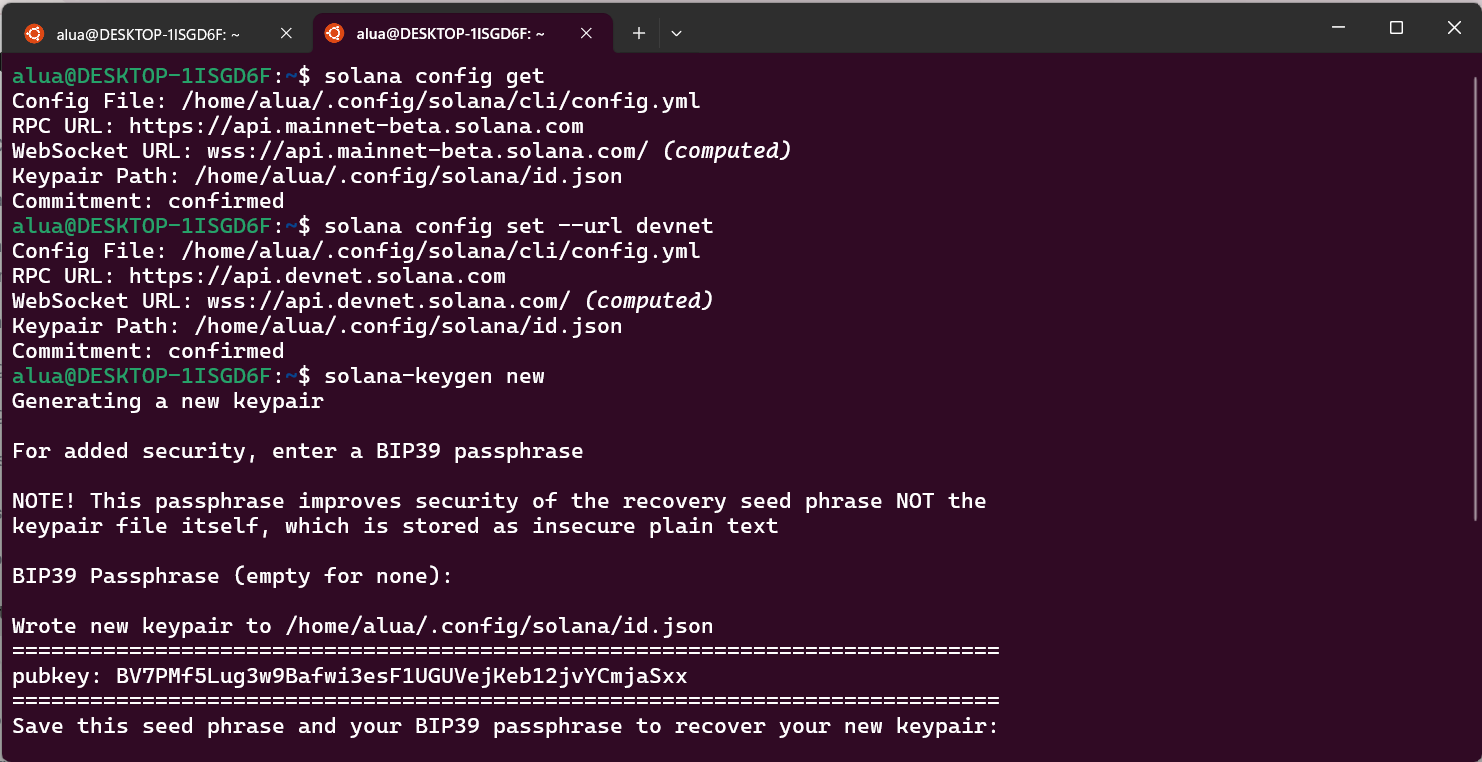 alua@DESKTOP-1ISGD6F: ~
alua@DESKTOP-1ISGD6F: ~
alua@DESKTOP-1ISGD6F:~$ solana config get
Config File: /home/alua/.config/solana/cli/config.yml
RPC URL: https://api.mainnet-beta.solana.com
WebSocket URL: wss://api.mainnet-beta.solana.com/ (computed)
Keypair Path: /home/alua/.config/solana/id.json
Commitment: confirmed
alua@DESKTOP-1ISGD6F:~$ solana config set --url devnet
Config File: /home/alua/.config/solana/cli/config.yml
RPC URL: https://api.devnet.solana.com
WebSocket URL: wss://api.devnet.solana.com/ (computed)
Keypair Path: /home/alua/.config/solana/id.json
Commitment: confirmed
alua@DESKTOP-1ISGD6F:~$ solana-keygen new
Generating a new keypair
For added security, enter a BIP39 passphrase
NOTE! This passphrase improves security of the recovery seed phrase NOT the
keypair file itself, which is stored as insecure plain text
BIP39 Passphrase (empty for none):
Wrote new keypair to /home/alua/.config/solana/id.json
============================================================================
pubkey: BV7PMf5Lug3w9Bafwi3esF1UGUVejKeb12jvYCmjaSxx
============================================================================
Save this seed phrase and your BIP39 passphrase to recover your new keypair: